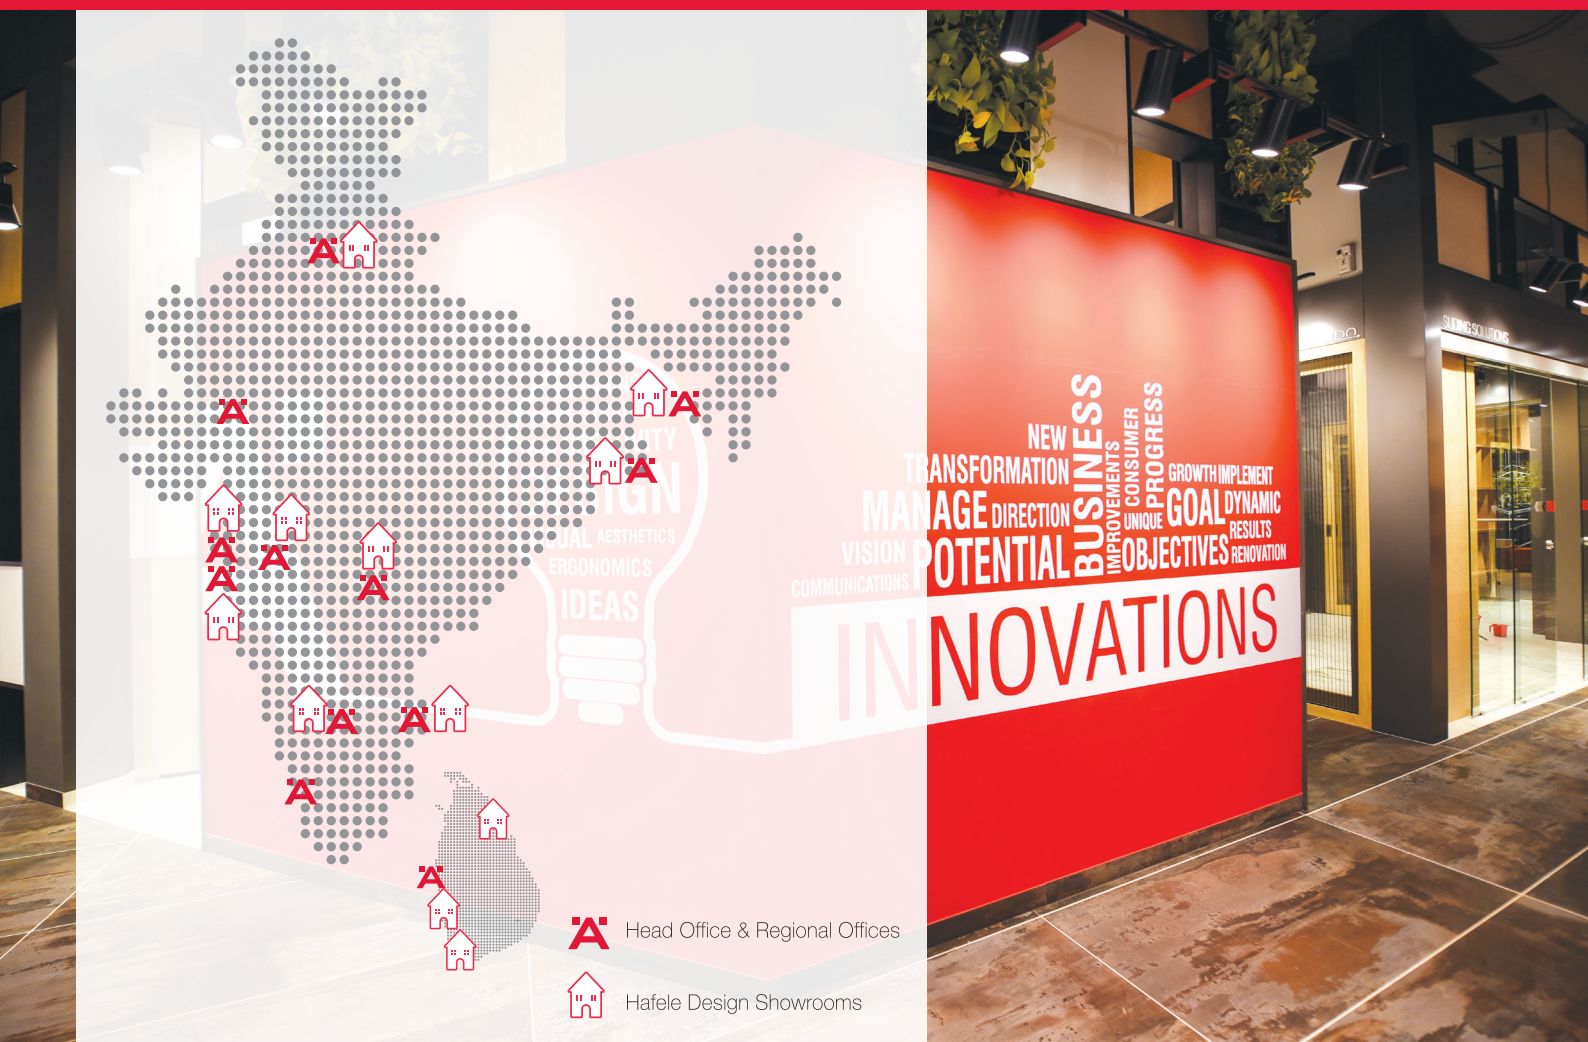 Head Office & Regional Offices
Hafele Design Showrooms
AESTHETICS
ERGONOMICS
IDEAS
NEW
TRANSFORMATION
MANAGE DIRECTION
VISION POTENTIAL
COMMUNICATIONS
BUSINESS
IMPROVEMENTS
CONSUMER
PROGRESS
GROWTH IMPLEMENT
UNIQUE GOAL DYNAMIC
RESULTS
OBJECTIVES RENOVATION
INNOVATIONS
SLIDING SOLUTIONS